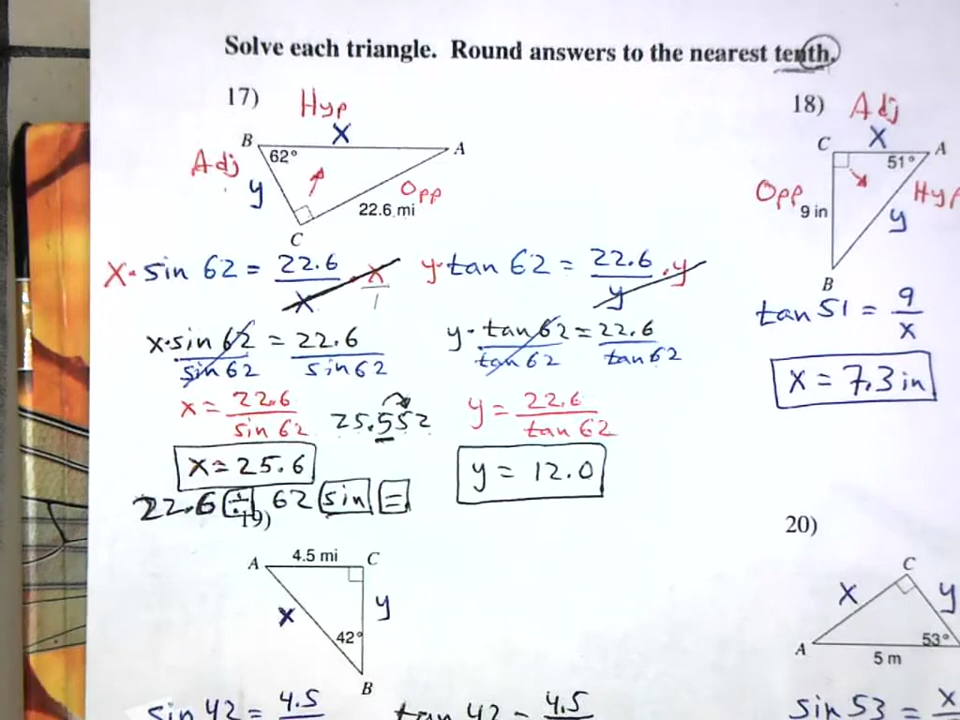 Solve each triangle. Round answers to the nearest tenth.
17)
Hyp
x
B
62°
A
Adj
y
Opp
22.6 mi
C
x · sin 62 = 22.6 / x · x / 1
x · sin 62 / sin 62 = 22.6 / sin 62
x = 22.6 / sin 62
25.552
x = 25.6
22.6 ÷ 62 sin =
y · tan 62 = 22.6 / y · y
y · tan 62 / tan 62 = 22.6 / tan 62
y = 22.6 / tan 62
y = 12.0
18)
Adj
x
C
A
51°
Opp
9 in
Hyp
y
B
tan 51 = 9 / x
x = 7.3 in
19)
A
4.5 mi
C
x
y
42°
B
sin 42 = 4.5
tan 42 = 4.5
20)
C
x
y
A
53°
5 m
sin 53 = x